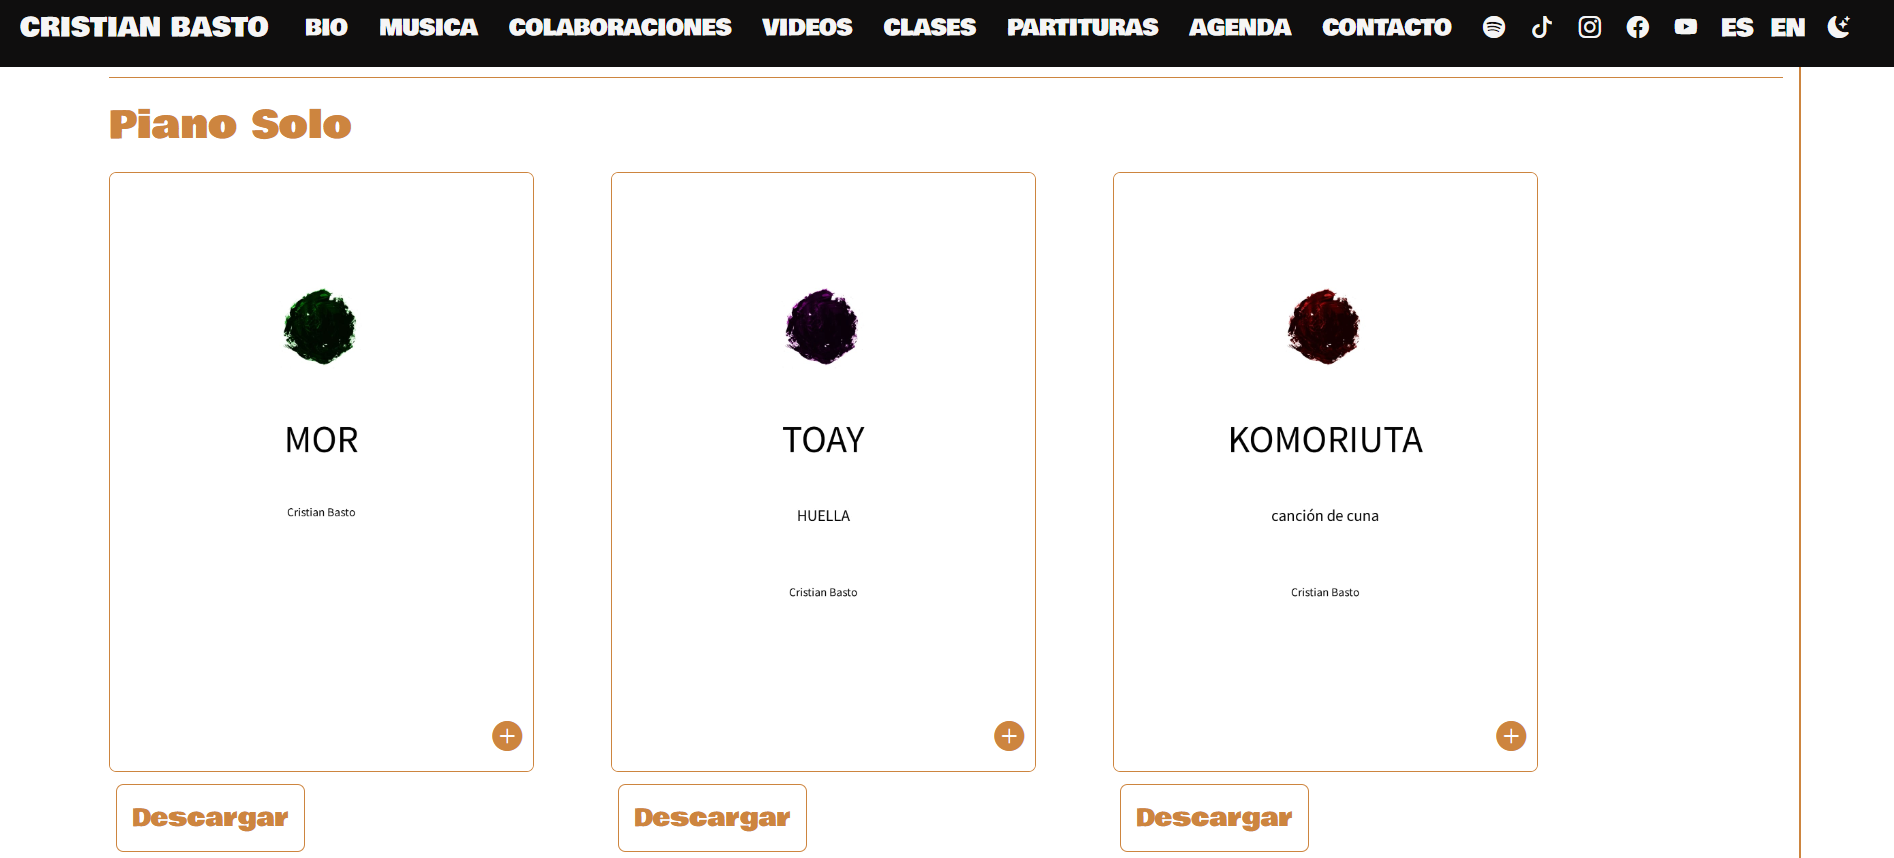 CRISTIAN BASTO BIO MUSICA COLABORACIONES VIDEOS CLASES PARTITURAS AGENDA CONTACTO ES EN
Piano Solo
MOR
Cristian Basto
TOAY
HUELLA
Cristian Basto
KOMORIUTA
canción de cuna
Cristian Basto
Descargar
Descargar
Descargar